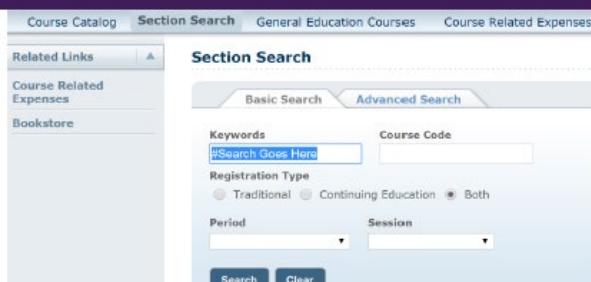 Course Catalog Section Search General Education Courses Course Related Expenses
Related Links
Course Related
Expenses
Bookstore
Section Search
Basic Search Advanced Search
Keywords Course Code
#Search Goes Here
Registration Type
Traditional Continuing Education Both
Period Session
Search Clear